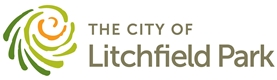 THE CITY OF
Litchfield Park